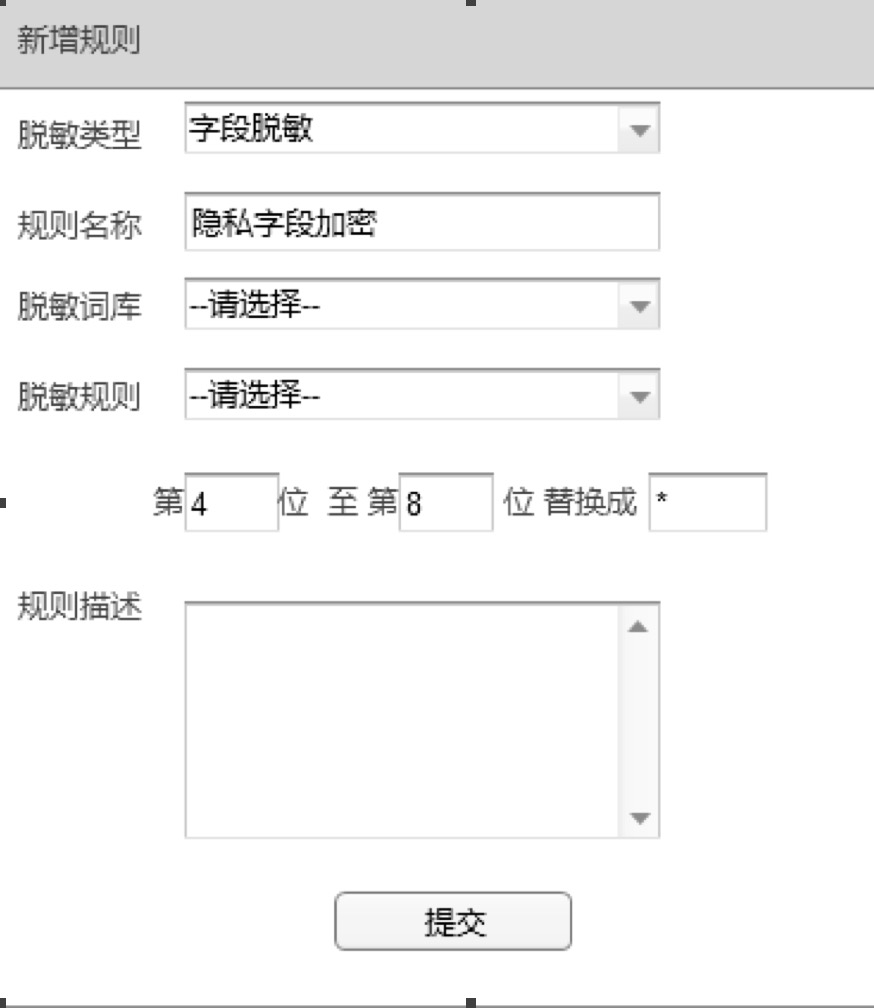 新增规则
脱敏类型 字段脱敏
规则名称 隐私字段加密
脱敏词库 --请选择--
脱敏规则 --请选择--
第 4 位 至 第 8 位 替换成 *
规则描述
提交